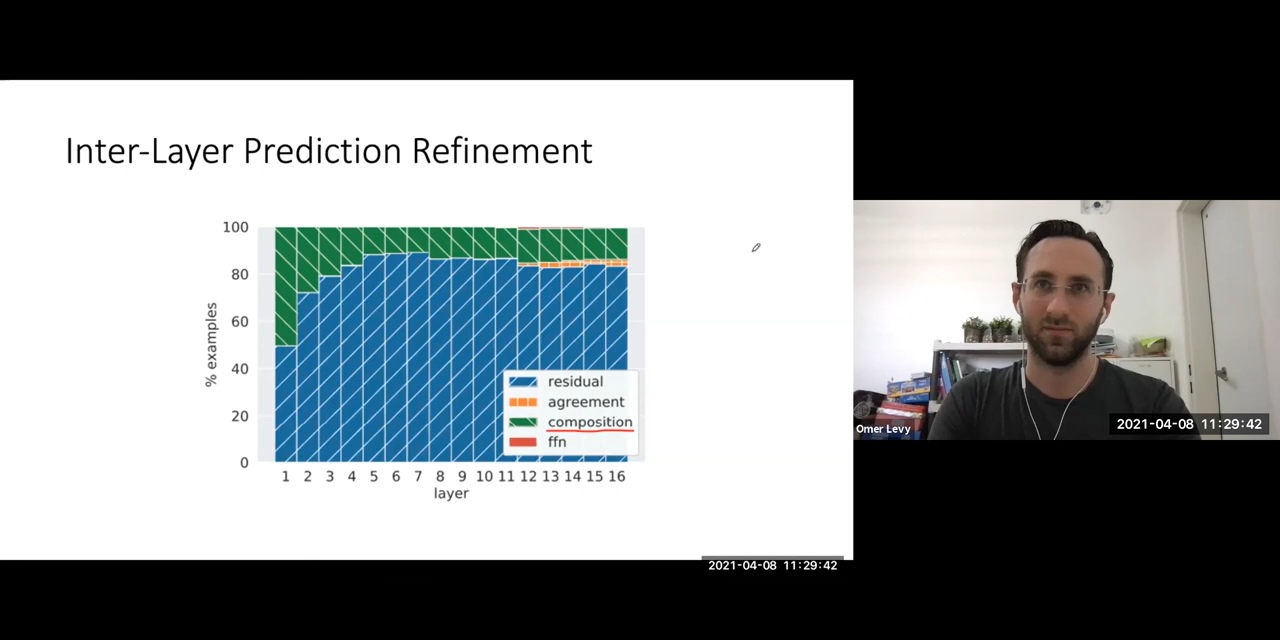 Inter-Layer Prediction Refinement
100
80
60
40
20
0
% examples
residual
agreement
composition
ffn
1 2 3 4 5 6 7 8 9 10 11 12 13 14 15 16
layer
2021-04-08 11:29:42
Omer Levy
2021-04-08 11:29:42